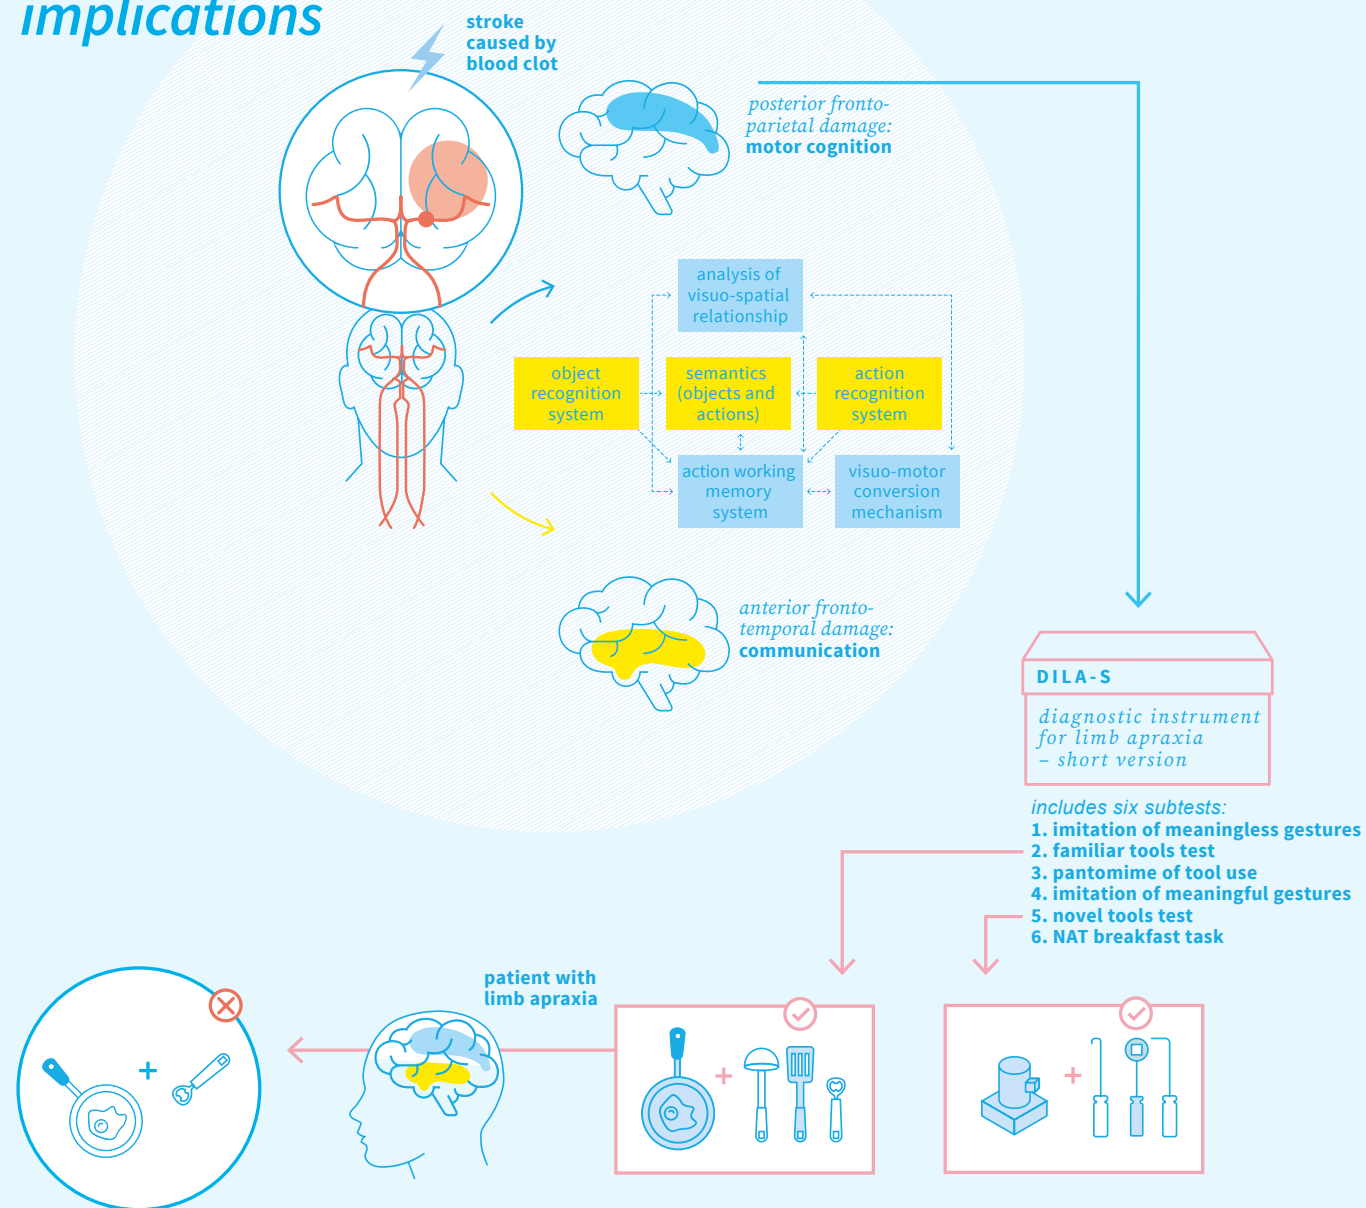 implications
stroke
caused by
blood clot
posterior fronto-
parietal damage:
motor cognition
analysis of
visuo-spatial
relationship
object
recognition
system
semantics
(objects and
actions)
action
recognition
system
action working
memory
system
visuo-motor
conversion
mechanism
anterior fronto-
temporal damage:
communication
DILA-S
diagnostic instrument
for limb apraxia
– short version
includes six subtests:
1. imitation of meaningless gestures
2. familiar tools test
3. pantomime of tool use
4. imitation of meaningful gestures
5. novel tools test
6. NAT breakfast task
patient with
limb apraxia